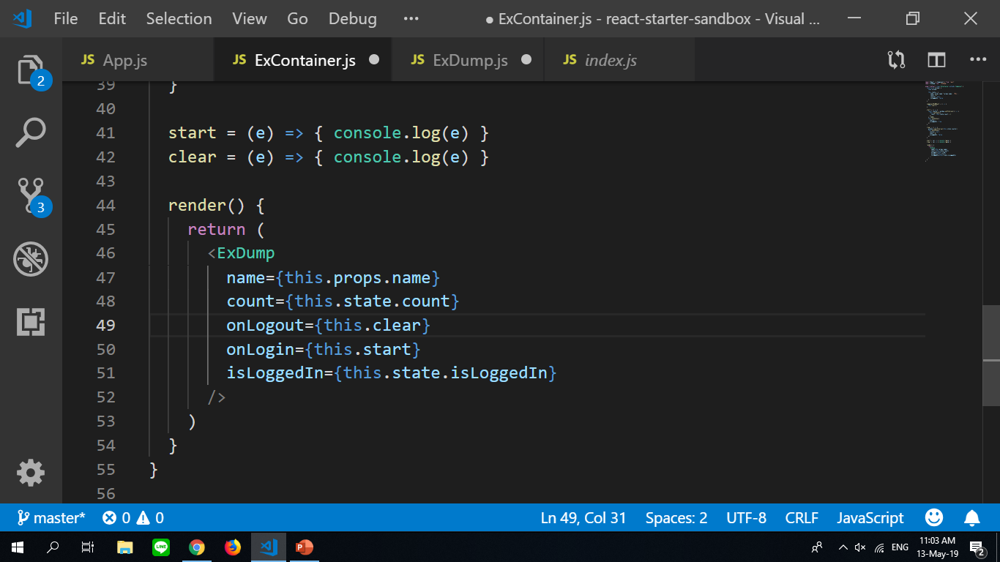 File Edit Selection View Go Debug ••• ● ExContainer.js - react-starter-sandbox - Visual ...
JS App.js JS ExContainer.js JS ExDump.js JS index.js
2
3
39 }
40
41 start = (e) => { console.log(e) }
42 clear = (e) => { console.log(e) }
43
44 render() {
45 return (
46 <ExDump
47 name={this.props.name}
48 count={this.state.count}
49 onLogout={this.clear}
50 onLogin={this.start}
51 isLoggedIn={this.state.isLoggedIn}
52 />
53 )
54 }
55 }
56
master* 0 0 Ln 49, Col 31 Spaces: 2 UTF-8 CRLF JavaScript
LINE P ENG 11:03 AM
13-May-19 2